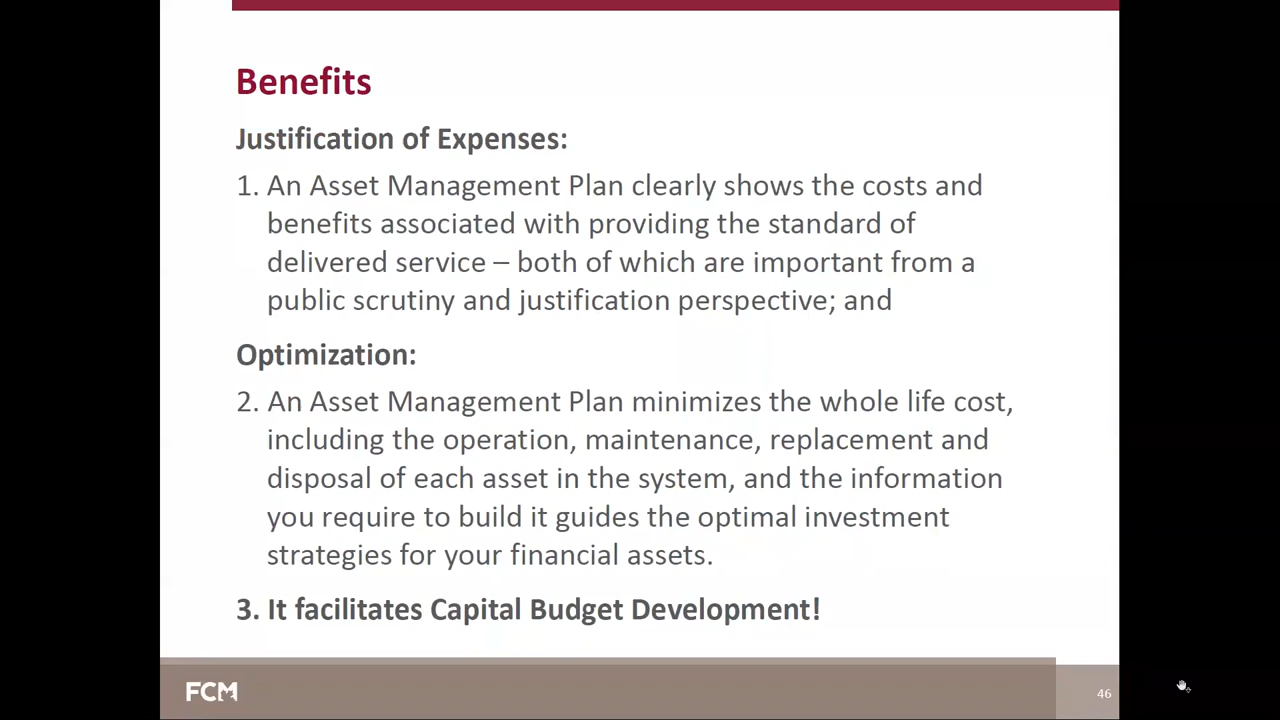 Benefits
Justification of Expenses:
1. An Asset Management Plan clearly shows the costs and
benefits associated with providing the standard of
delivered service – both of which are important from a
public scrutiny and justification perspective; and
Optimization:
2. An Asset Management Plan minimizes the whole life cost,
including the operation, maintenance, replacement and
disposal of each asset in the system, and the information
you require to build it guides the optimal investment
strategies for your financial assets.
3. It facilitates Capital Budget Development!
FCM
46